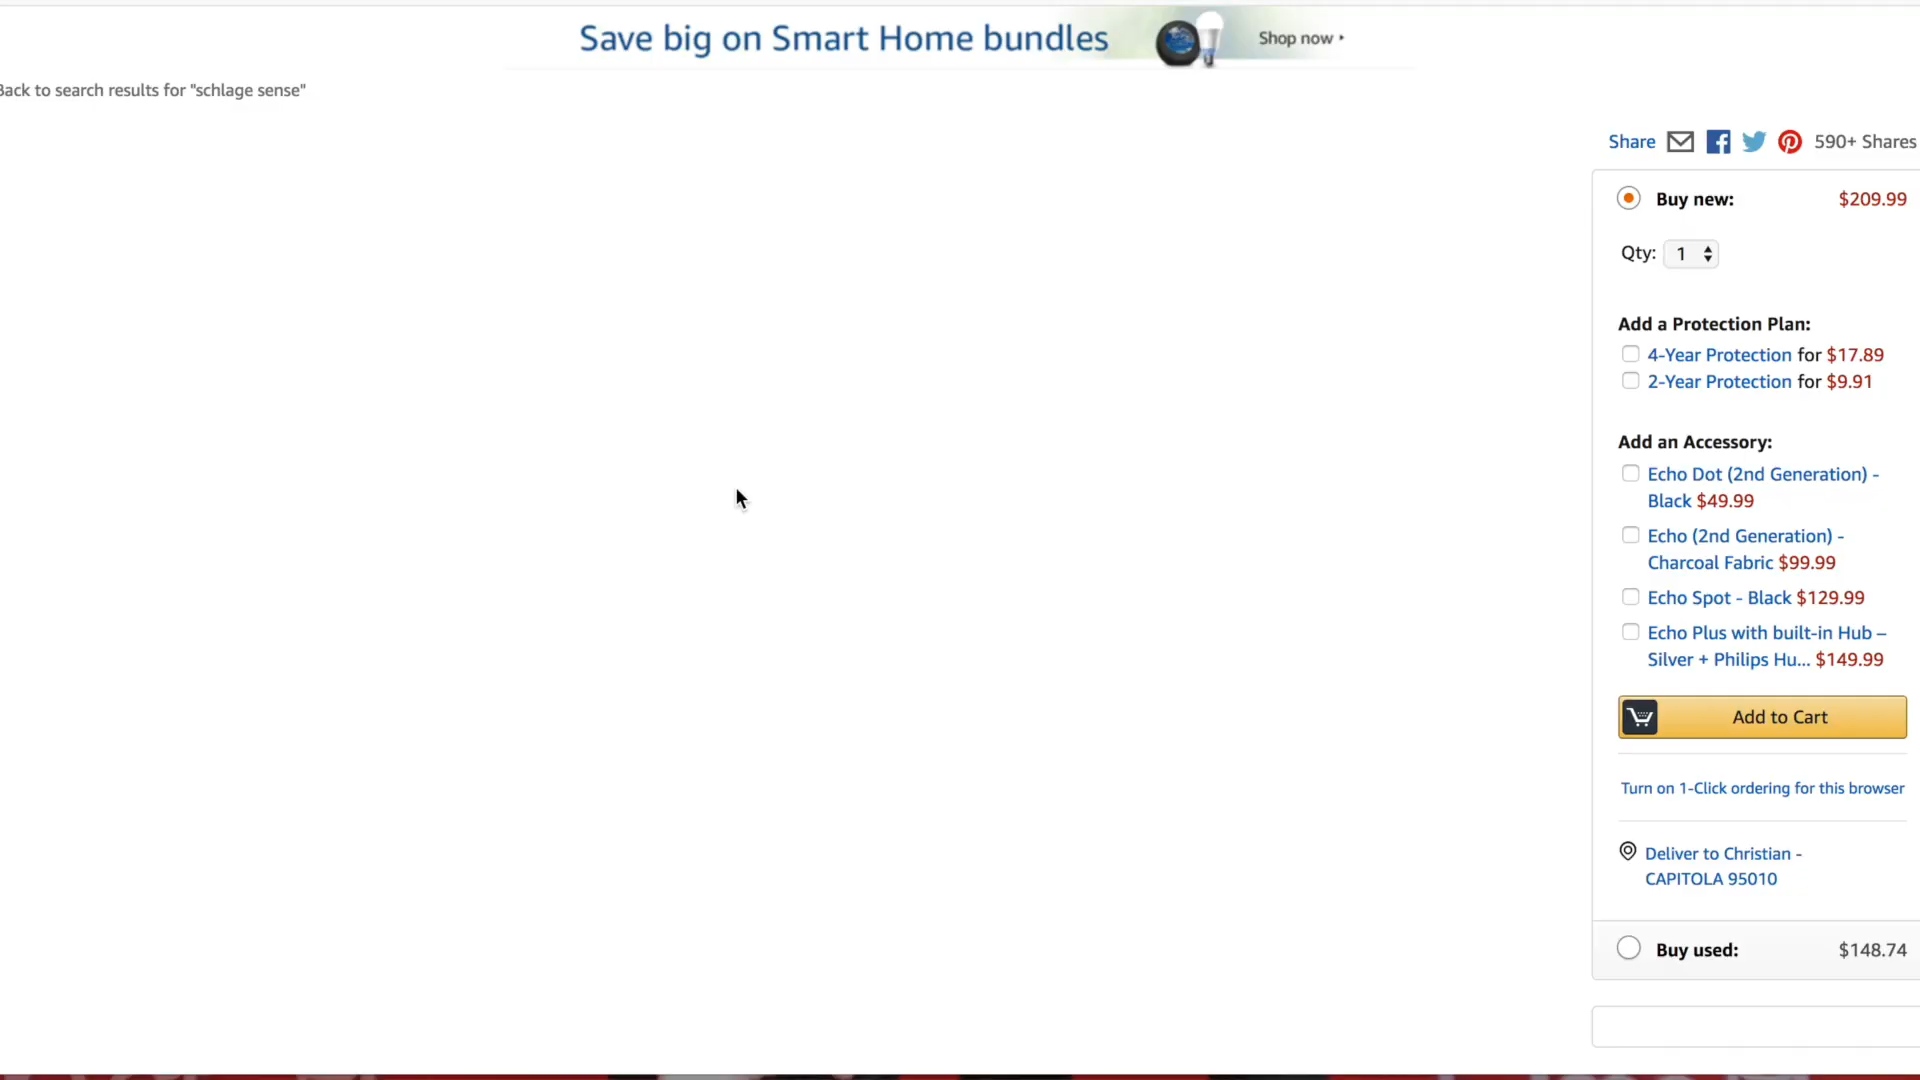 Save big on Smart Home bundles Shop now
Back to search results for "schlage sense"
Share 590+ Shares
Buy new: $209.99
Qty: 1
Add a Protection Plan:
4-Year Protection for $17.89
2-Year Protection for $9.91
Add an Accessory:
Echo Dot (2nd Generation) -
Black $49.99
Echo (2nd Generation) -
Charcoal Fabric $99.99
Echo Spot - Black $129.99
Echo Plus with built-in Hub –
Silver + Philips Hu... $149.99
Add to Cart
Turn on 1-Click ordering for this browser
Deliver to Christian -
CAPITOLA 95010
Buy used: $148.74